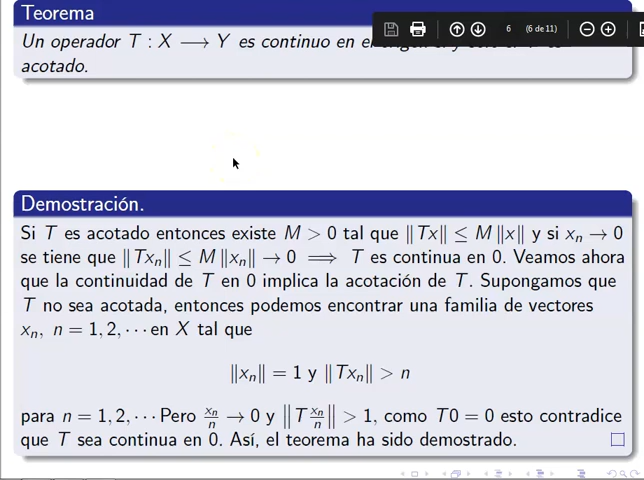 Teorema
6 (6 de 11)
Un operador T : X ⟶ Y es continuo en el
acotado.
Demostración.
Si T es acotado entonces existe M > 0 tal que ‖Tx‖ ≤ M ‖x‖ y si xₙ → 0
se tiene que ‖Txₙ‖ ≤ M ‖xₙ‖ → 0 ⟹ T es continua en 0. Veamos ahora
que la continuidad de T en 0 implica la acotación de T. Supongamos que
T no sea acotada, entonces podemos encontrar una familia de vectores
xₙ, n = 1, 2, ··· en X tal que
‖xₙ‖ = 1 y ‖Txₙ‖ > n
para n = 1, 2, ··· Pero xₙ/n → 0 y ‖T xₙ/n‖ > 1, como T0 = 0 esto contradice
que T sea continua en 0. Así, el teorema ha sido demostrado.